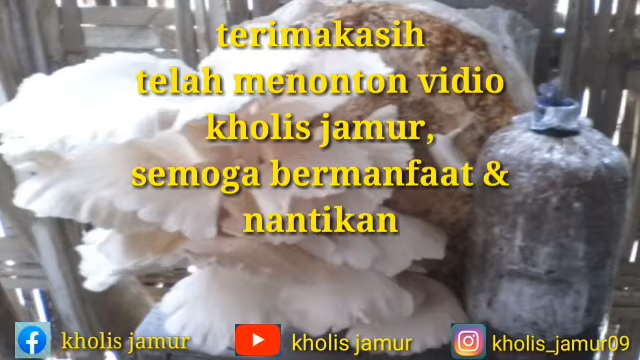 terimakasih
telah menonton vidio
kholis jamur,
semoga bermanfaat &
nantikan
kholis jamur kholis jamur kholis_jamur09